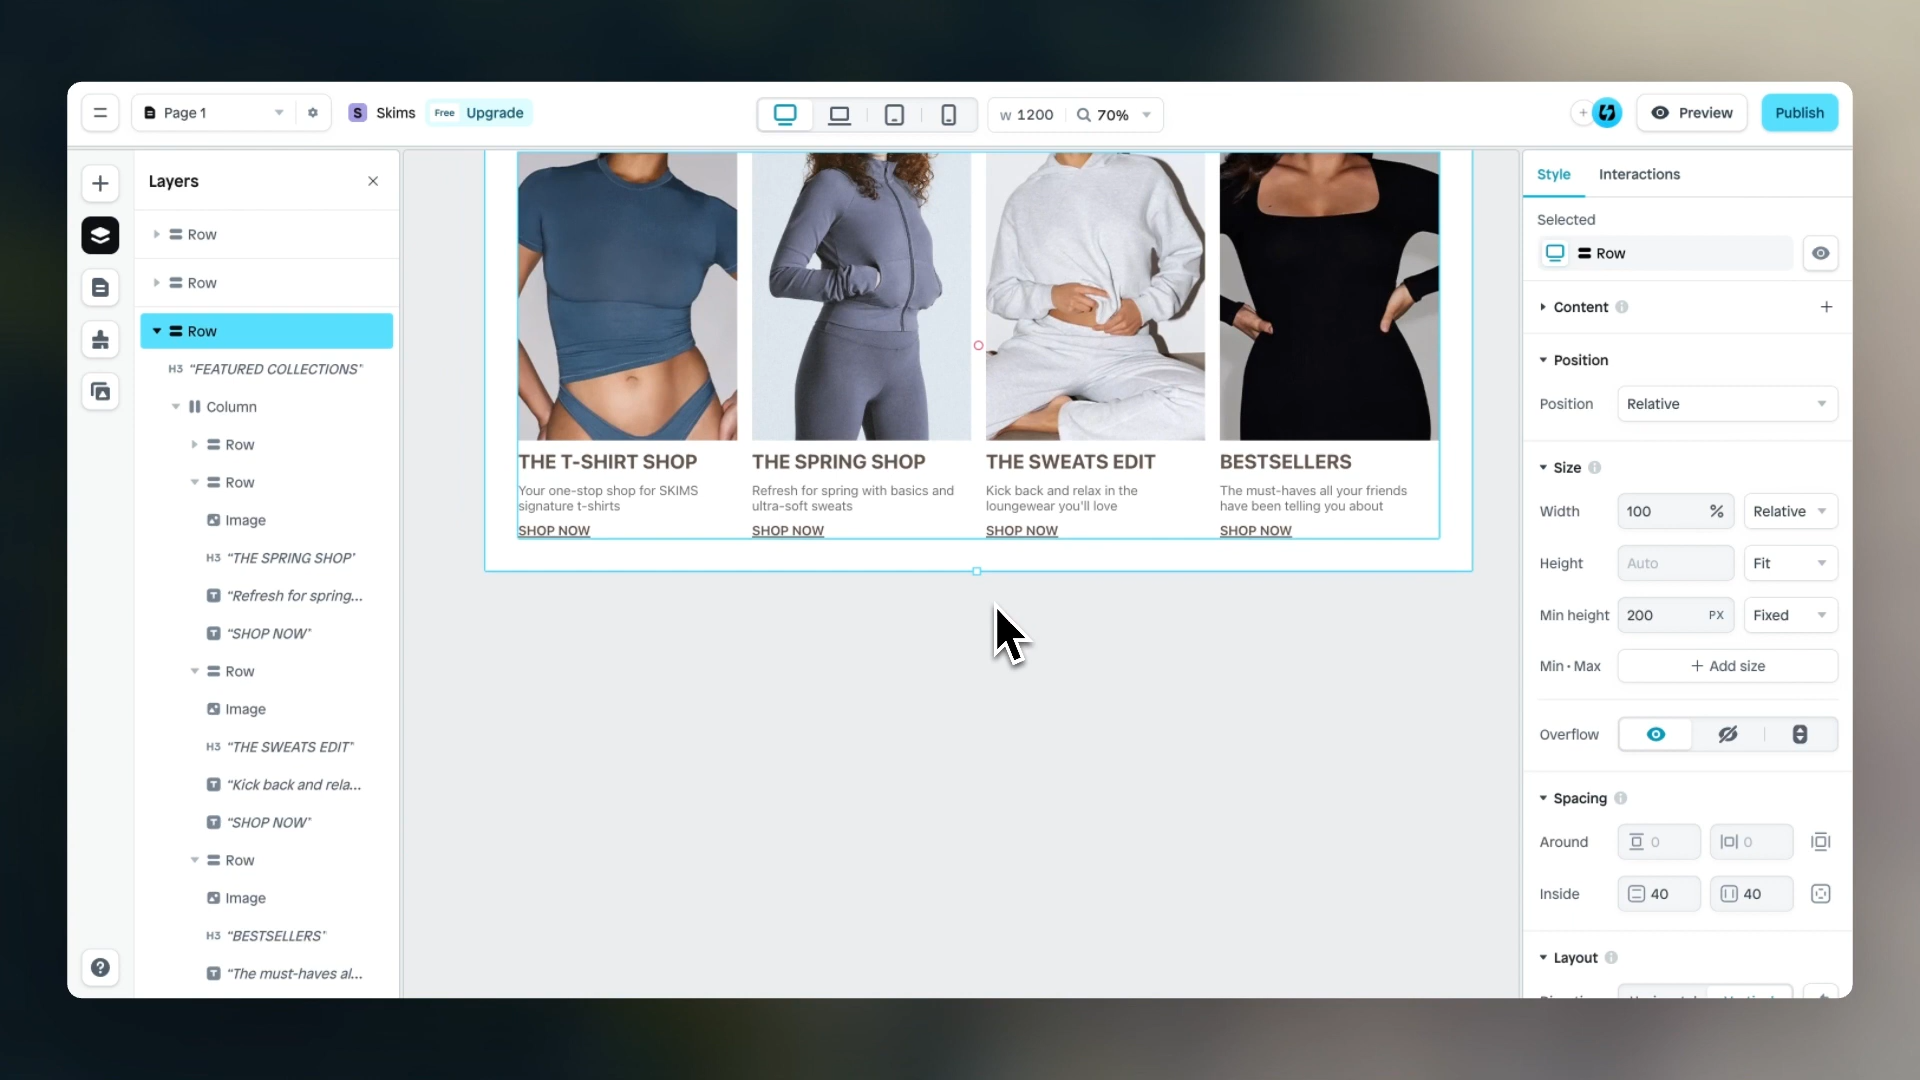 Page 1
S Skims
Free Upgrade
W 1200
70%
Preview
Publish
Layers
Row
Row
Row
H3 "FEATURED COLLECTIONS"
Column
Row
Row
Image
H3 "THE SPRING SHOP"
T "Refresh for spring...
T "SHOP NOW"
Row
Image
H3 "THE SWEATS EDIT"
T "Kick back and rela...
T "SHOP NOW"
Row
Image
H3 "BESTSELLERS"
T "The must-haves al...
THE T-SHIRT SHOP
Your one-stop shop for SKIMS
signature t-shirts
SHOP NOW
THE SPRING SHOP
Refresh for spring with basics and
ultra-soft sweats
SHOP NOW
THE SWEATS EDIT
Kick back and relax in the
loungewear you'll love
SHOP NOW
BESTSELLERS
The must-haves all your friends
have been telling you about
SHOP NOW
Style Interactions
Selected
Row
Content
Position
Position Relative
Size
Width 100 % Relative
Height Auto Fit
Min height 200 PX Fixed
Min · Max + Add size
Overflow
Spacing
Around 0 0
Inside 40 40
Layout